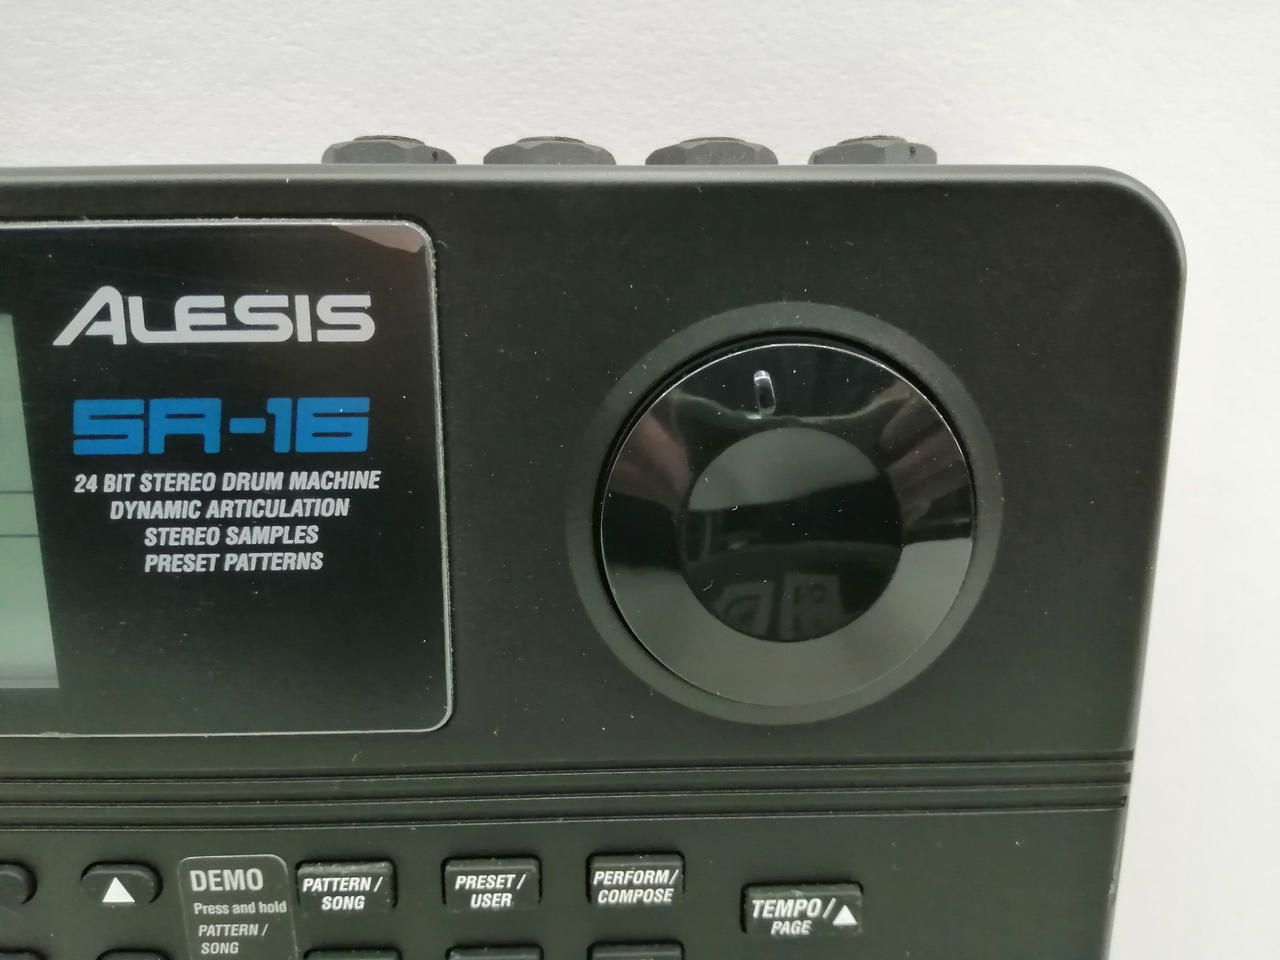 ALESIS
SR-16
24 BIT STEREO DRUM MACHINE
DYNAMIC ARTICULATION
STEREO SAMPLES
PRESET PATTERNS
DEMO
Press and hold
PATTERN/
SONG
PATTERN/
SONG
PRESET/
USER
PERFORM/
COMPOSE
TEMPO/▲
PAGE